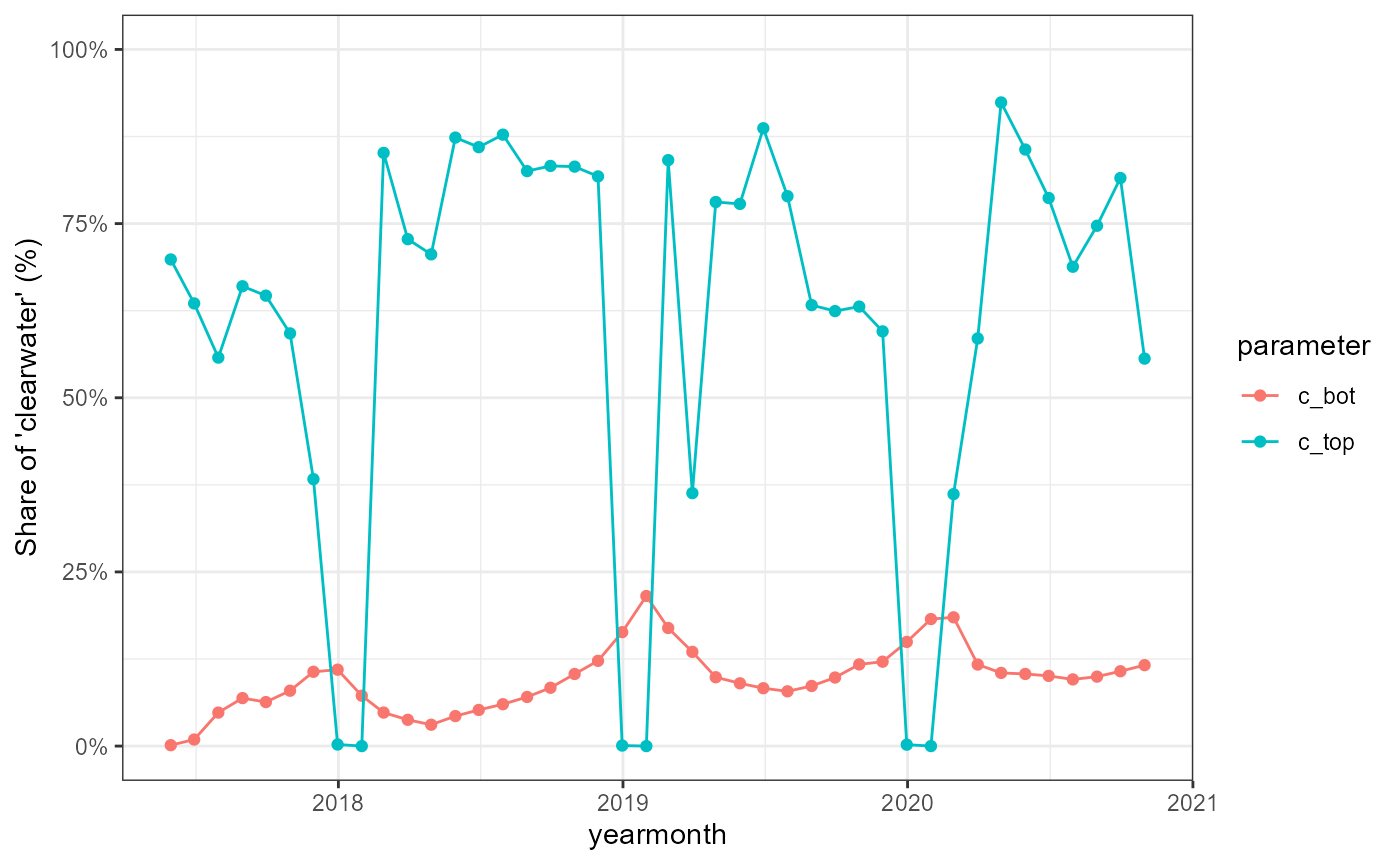 Share of 'clearwater' (%)
100%
75%
50%
25%
0%
2018
2019
2020
2021
yearmonth
parameter
c_bot
c_top